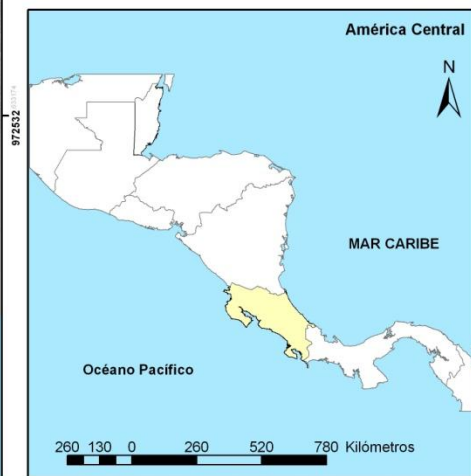 América Central
N
972532
MAR CARIBE
Océano Pacífico
260 130 0 260 520 780 Kilómetros